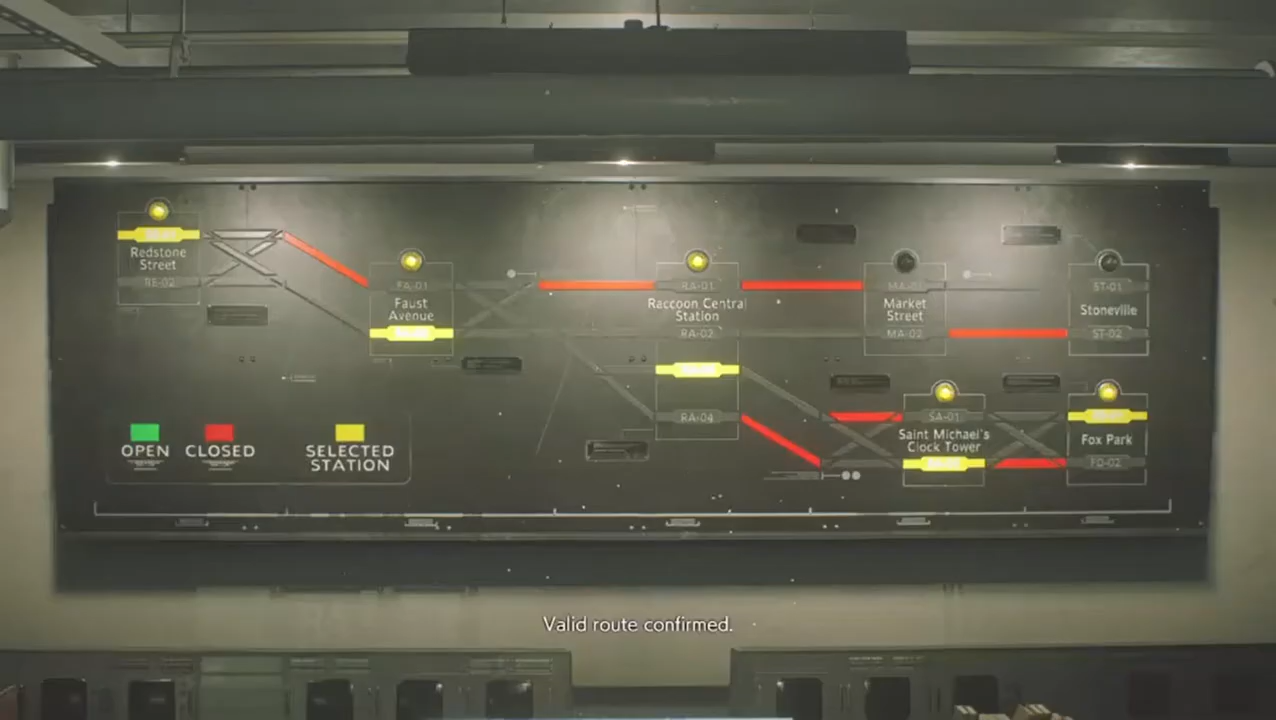 Redstone
Street
RE-02
FA-01
Faust
Avenue
RA-01
Raccoon Central
Station
RA-02
RA-04
MA-01
Market
Street
MA-02
ST-01
Stoneville
ST-02
SA-01
Saint Michael's
Clock Tower
Fox Park
FO-02
OPEN
CLOSED
SELECTED
STATION
Valid route confirmed.